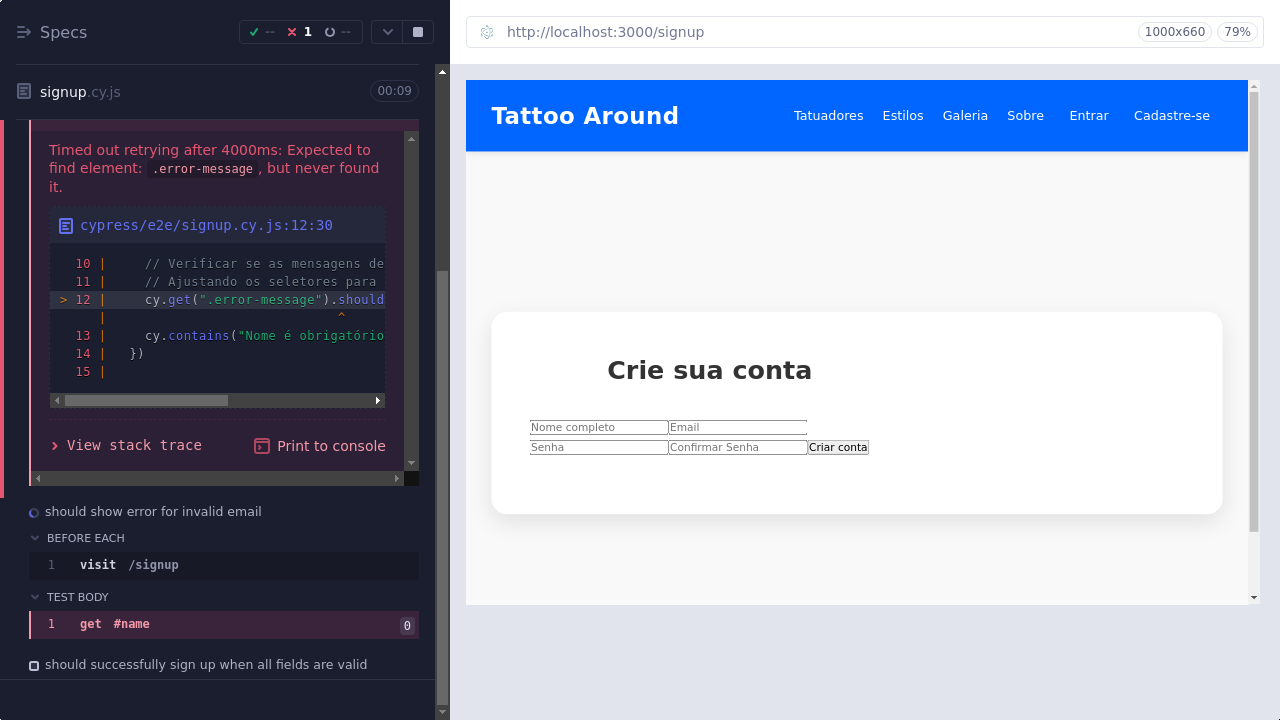 Specs
-- 1 --
signup.cy.js
00:09
Timed out retrying after 4000ms: Expected to
find element: .error-message, but never found
it.
cypress/e2e/signup.cy.js:12:30
10 | // Verificar se as mensagens de
11 | // Ajustando os seletores para
> 12 | cy.get(".error-message").should
| ^
13 | cy.contains("Nome é obrigatório
14 | })
15 |
View stack trace
Print to console
should show error for invalid email
BEFORE EACH
1 visit /signup
TEST BODY
1 get #name 0
should successfully sign up when all fields are valid
http://localhost:3000/signup
1000x660
79%
Tattoo Around
Tatuadores Estilos Galeria Sobre Entrar Cadastre-se
Crie sua conta
Nome completo Email
Senha Confirmar Senha Criar conta